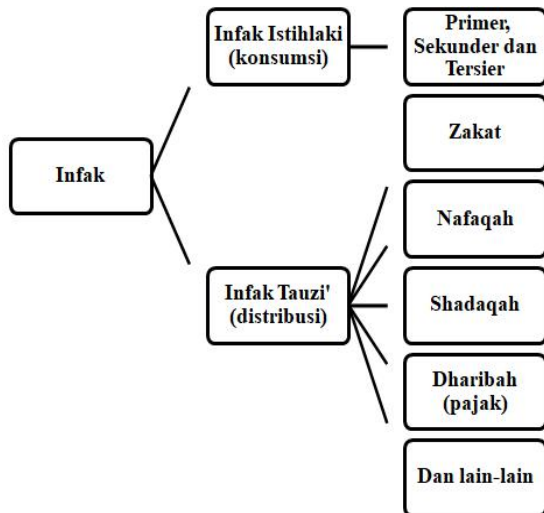 Infak
Infak Istihlaki
(konsumsi)
Primer,
Sekunder dan
Tersier
Infak Tauzi'
(distribusi)
Zakat
Nafaqah
Shadaqah
Dharibah
(pajak)
Dan lain-lain